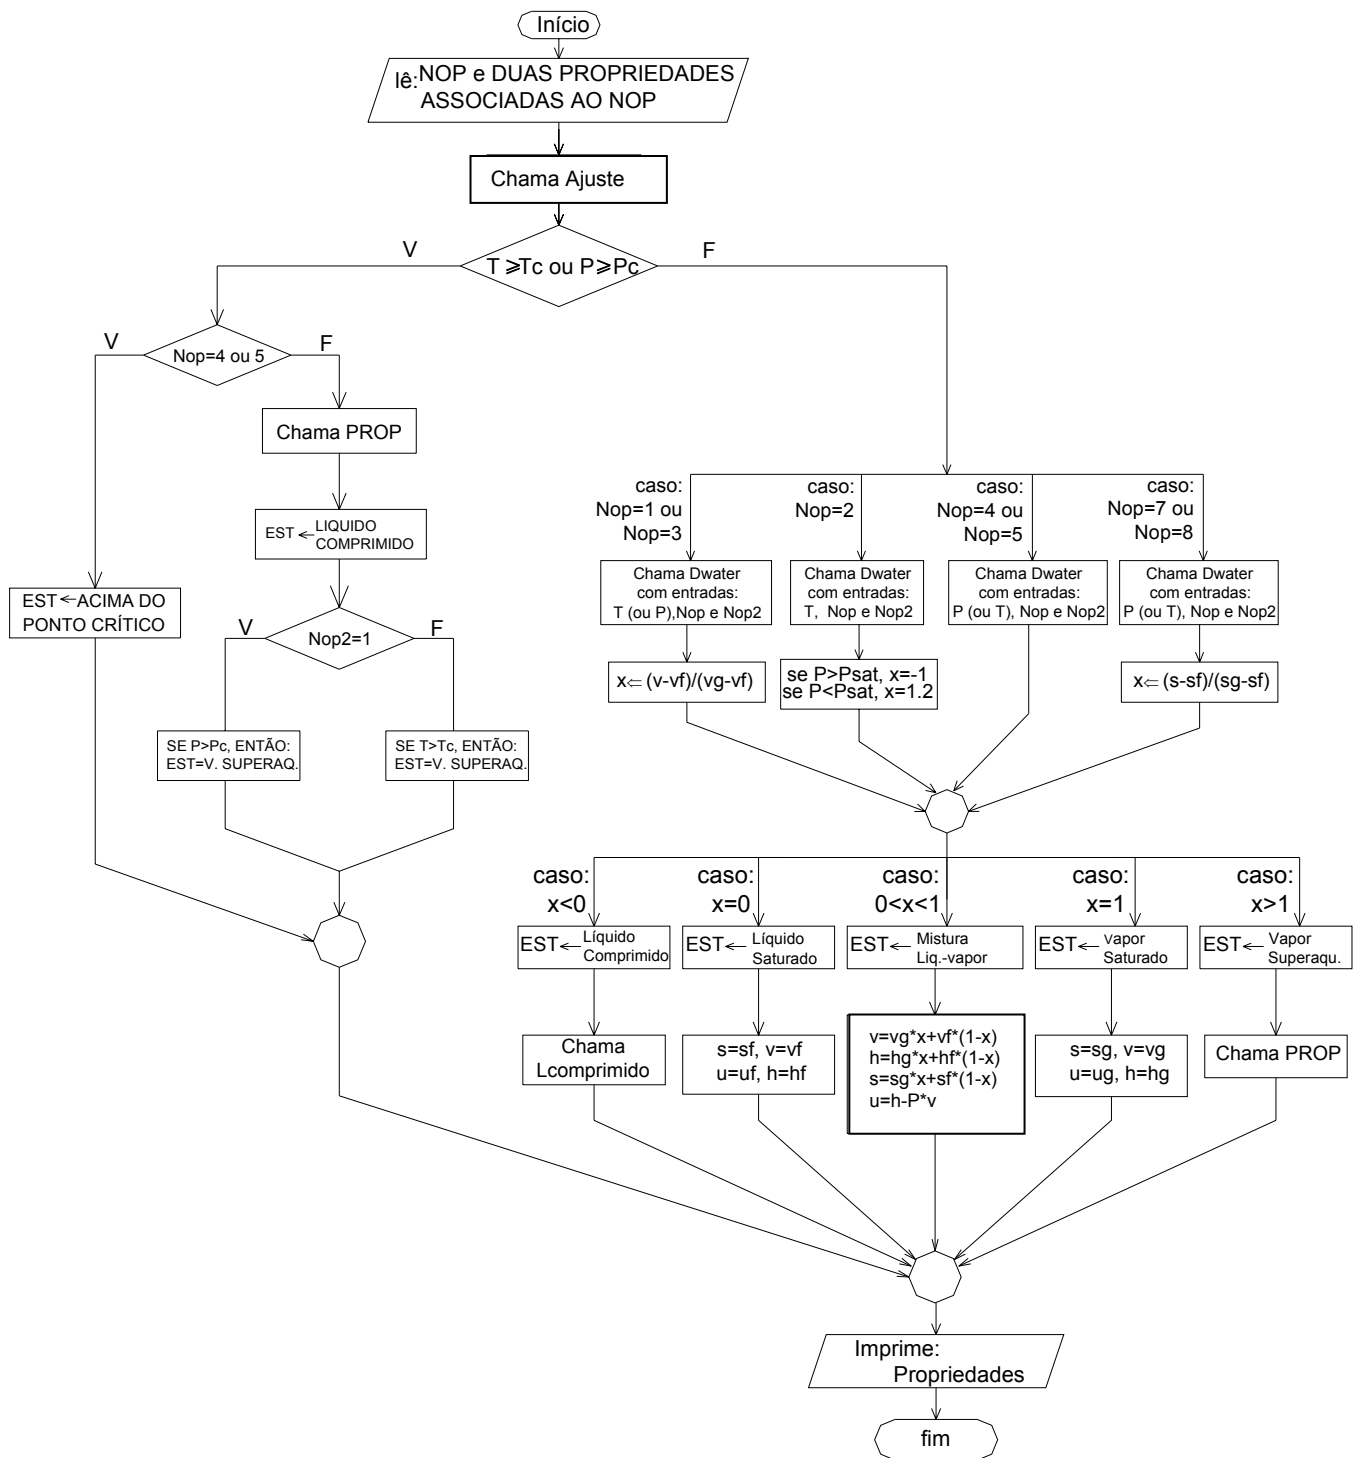 Início
lê: NOP e DUAS PROPRIEDADES
ASSOCIADAS AO NOP
Chama Ajuste
V
F
T ⩾Tc ou P⩾Pc
V
F
Nop=4 ou 5
Chama PROP
EST ← LIQUIDO
COMPRIMIDO
EST ← ACIMA DO
PONTO CRÍTICO
V
F
Nop2=1
SE P>Pc, ENTÃO:
EST=V. SUPERAQ.
SE T>Tc, ENTÃO:
EST=V. SUPERAQ.
caso:
Nop=1 ou
Nop=3
caso:
Nop=2
caso:
Nop=4 ou
Nop=5
caso:
Nop=7 ou
Nop=8
Chama Dwater
com entradas:
T (ou P),Nop e Nop2
Chama Dwater
com entradas:
T, Nop e Nop2
Chama Dwater
com entradas:
P (ou T), Nop e Nop2
Chama Dwater
com entradas:
P (ou T), Nop e Nop2
x⇐ (v-vf)/(vg-vf)
se P>Psat, x=-1
se P<Psat, x=1.2
x⇐ (s-sf)/(sg-sf)
caso:
x<0
caso:
x=0
caso:
0<x<1
caso:
x=1
caso:
x>1
EST ← Líquido
Comprimido
EST ← Líquido
Saturado
EST ← Mistura
Liq.-vapor
EST ← vapor
Saturado
EST ← Vapor
Superaqu.
Chama
Lcomprimido
s=sf, v=vf
u=uf, h=hf
v=vg*x+vf*(1-x)
h=hg*x+hf*(1-x)
s=sg*x+sf*(1-x)
u=h-P*v
s=sg, v=vg
u=ug, h=hg
Chama PROP
Imprime:
Propriedades
fim